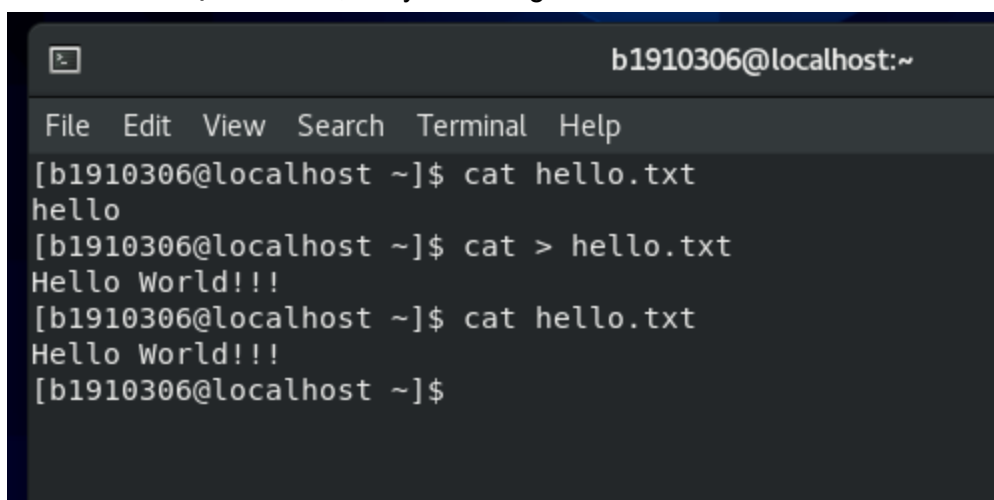 b1910306@localhost:~
File Edit View Search Terminal Help
[b1910306@localhost ~]$ cat hello.txt
hello
[b1910306@localhost ~]$ cat > hello.txt
Hello World!!!
[b1910306@localhost ~]$ cat hello.txt
Hello World!!!
[b1910306@localhost ~]$